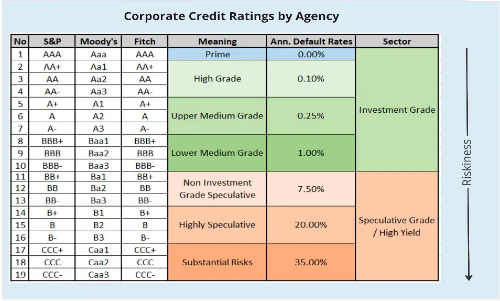 Corporate Credit Ratings by Agency
No S&P Moody's Fitch Meaning Ann. Default Rates Sector
1 AAA Aaa AAA Prime 0.00%
2 AA+ Aa1 AA+
3 AA Aa2 AA High Grade 0.10%
4 AA- Aa3 AA-
5 A+ A1 A+
6 A A2 A Upper Medium Grade 0.25% Investment Grade
7 A- A3 A-
8 BBB+ Baa1 BBB+
9 BBB Baa2 BBB Lower Medium Grade 1.00%
10 BBB- Baa3 BBB-
11 BB+ Ba1 BB+
12 BB Ba2 BB Non Investment Grade Speculative 7.50%
13 BB- Ba3 BB-
14 B+ B1 B+
15 B B2 B Highly Speculative 20.00% Speculative Grade / High Yield
16 B- B3 B-
17 CCC+ Caa1 CCC+
18 CCC Caa2 CCC Substantial Risks 35.00%
19 CCC- Caa3 CCC-
Riskiness